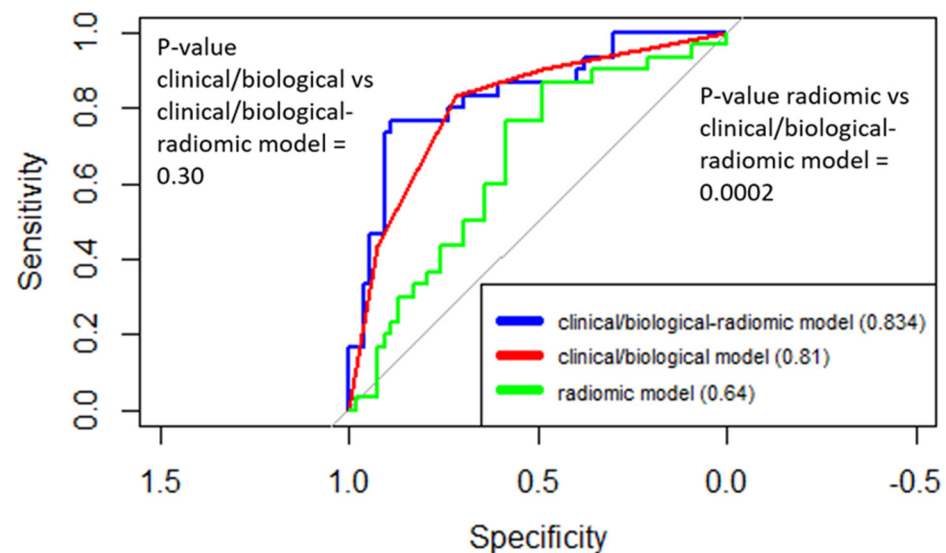 P-value
clinical/biological vs
clinical/biological-
radiomic model =
0.30
P-value radiomic vs
clinical/biological-
radiomic model =
0.0002
Sensitivity
1.0
0.8
0.6
0.4
0.2
0.0
clinical/biological-radiomic model (0.834)
clinical/biological model (0.81)
radiomic model (0.64)
1.5 1.0 0.5 0.0 -0.5
Specificity